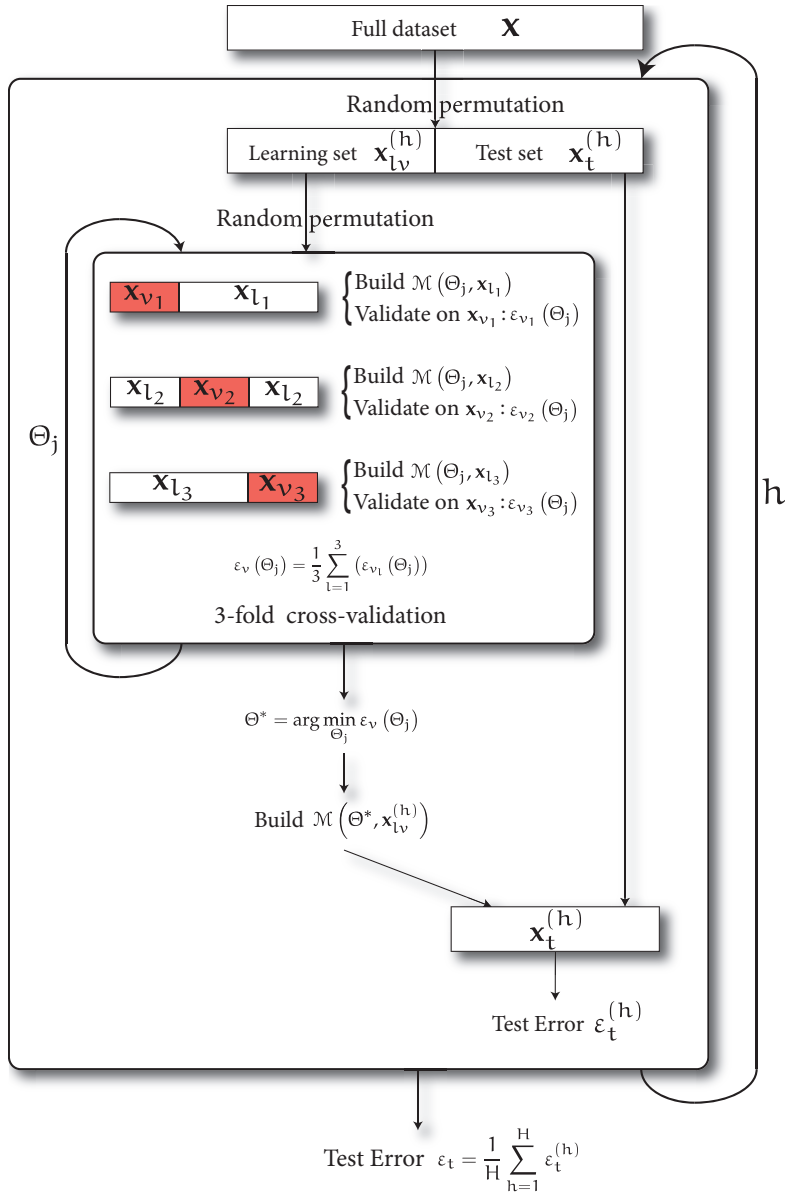 Full dataset X
Random permutation
Learning set x_{lv}^{(h)} Test set x_t^{(h)}
Random permutation
x_{v_1} x_{l_1}
Build ℳ(Θ_j, x_{l_1})
Validate on x_{v_1} : ε_{v_1}(Θ_j)
x_{l_2} x_{v_2} x_{l_2}
Build ℳ(Θ_j, x_{l_2})
Validate on x_{v_2} : ε_{v_2}(Θ_j)
Θ_j
h
x_{l_3} x_{v_3}
Build ℳ(Θ_j, x_{l_3})
Validate on x_{v_3} : ε_{v_3}(Θ_j)
ε_v(Θ_j) = \frac{1}{3} \sum_{l=1}^{3} (ε_{v_l}(Θ_j))
3-fold cross-validation
Θ* = arg min_{Θ_j} ε_v(Θ_j)
Build ℳ(Θ*, x_{lv}^{(h)})
x_t^{(h)}
Test Error ε_t^{(h)}
Test Error ε_t = \frac{1}{H} \sum_{h=1}^{H} ε_t^{(h)}